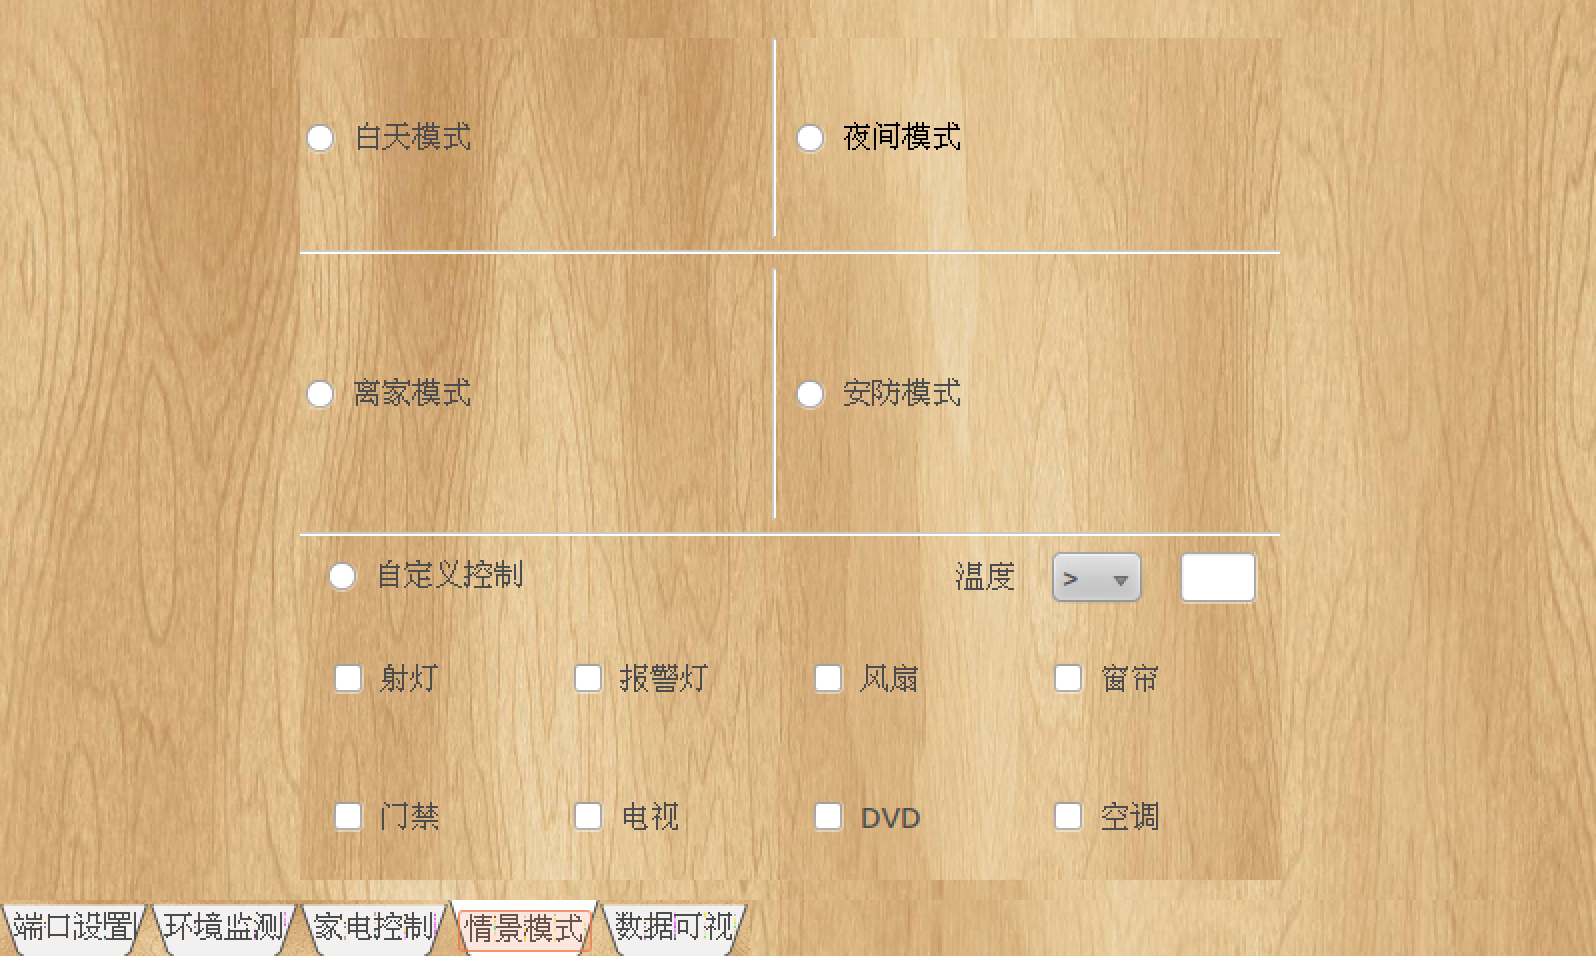 白天模式 夜间模式
离家模式 安防模式
自定义控制 温度 >
射灯 报警灯 风扇 窗帘
门禁 电视 DVD 空调
端口设置 环境监测 家电控制 情景模式 数据可视